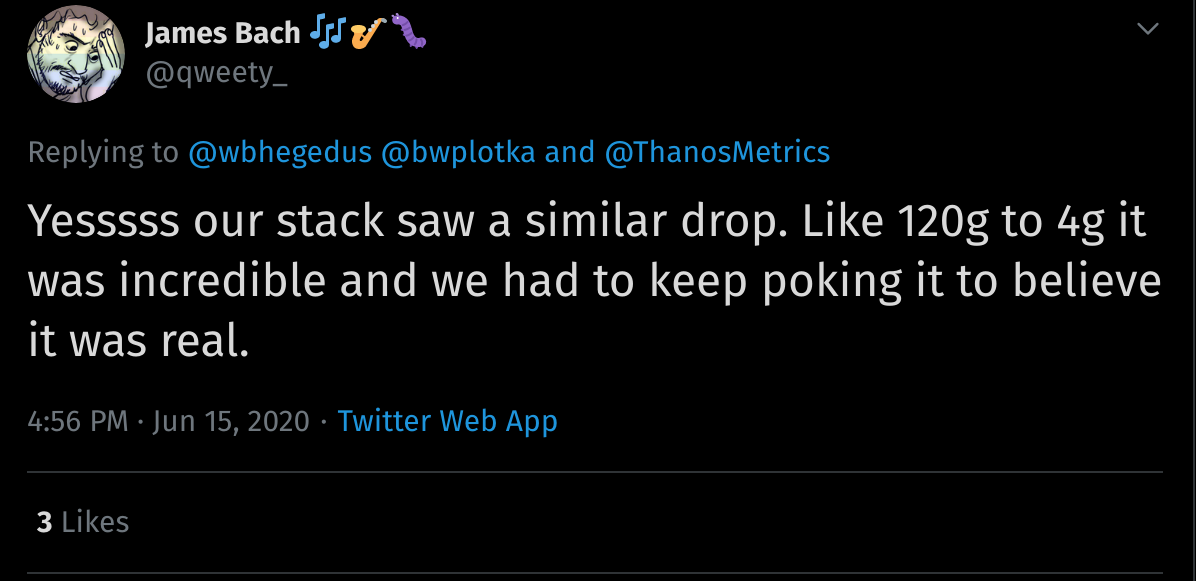 James Bach 🎶🎷🐛
@qweety_
Replying to @wbhegedus @bwplotka and @ThanosMetrics
Yesssss our stack saw a similar drop. Like 120g to 4g it
was incredible and we had to keep poking it to believe
it was real.
4:56 PM · Jun 15, 2020 · Twitter Web App
3 Likes